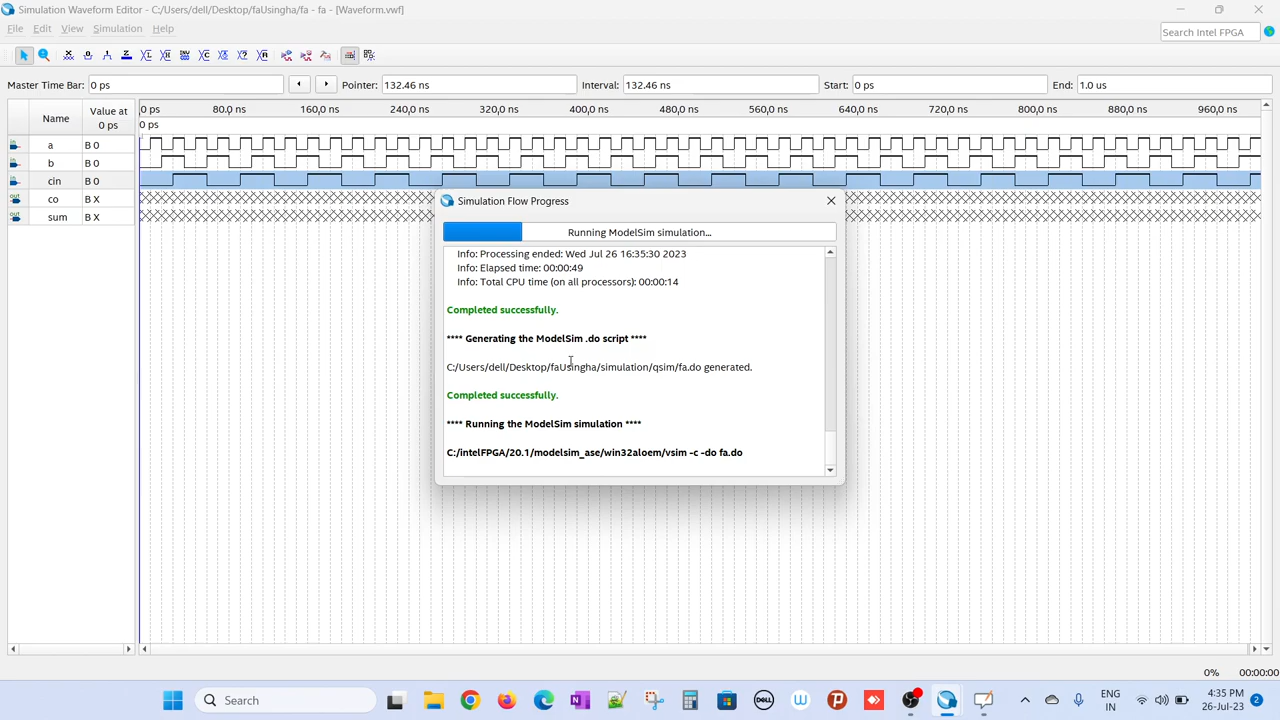 Simulation Waveform Editor - C:/Users/dell/Desktop/faUsingha/fa - fa - [Waveform.vwf]
File Edit View Simulation Help
Search Intel FPGA
Master Time Bar: 0 ps Pointer: 132.46 ns Interval: 132.46 ns Start: 0 ps End: 1.0 us
Name
Value at
0 ps
0 ps 80.0 ns 160.0 ns 240.0 ns 320.0 ns 400.0 ns 480.0 ns 560.0 ns 640.0 ns 720.0 ns 800.0 ns 880.0 ns 960.0 ns
0 ps
a B 0
b B 0
cin B 0
co B X
sum B X
Simulation Flow Progress
Running ModelSim simulation...
Info: Processing ended: Wed Jul 26 16:35:30 2023
Info: Elapsed time: 00:00:49
Info: Total CPU time (on all processors): 00:00:14
Completed successfully.
**** Generating the ModelSim .do script ****
C:/Users/dell/Desktop/faUsingha/simulation/qsim/fa.do generated.
Completed successfully.
**** Running the ModelSim simulation ****
C:/intelFPGA/20.1/modelsim_ase/win32aloem/vsim -c -do fa.do
0% 00:00:00
Search
DELL
ENG
IN
4:35 PM
26-Jul-23
2